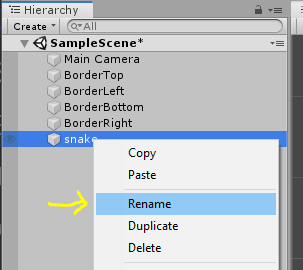 Hierarchy
Create All
SampleScene*
Main Camera
BorderTop
BorderLeft
BorderBottom
BorderRight
snake
Copy
Paste
Rename
Duplicate
Delete